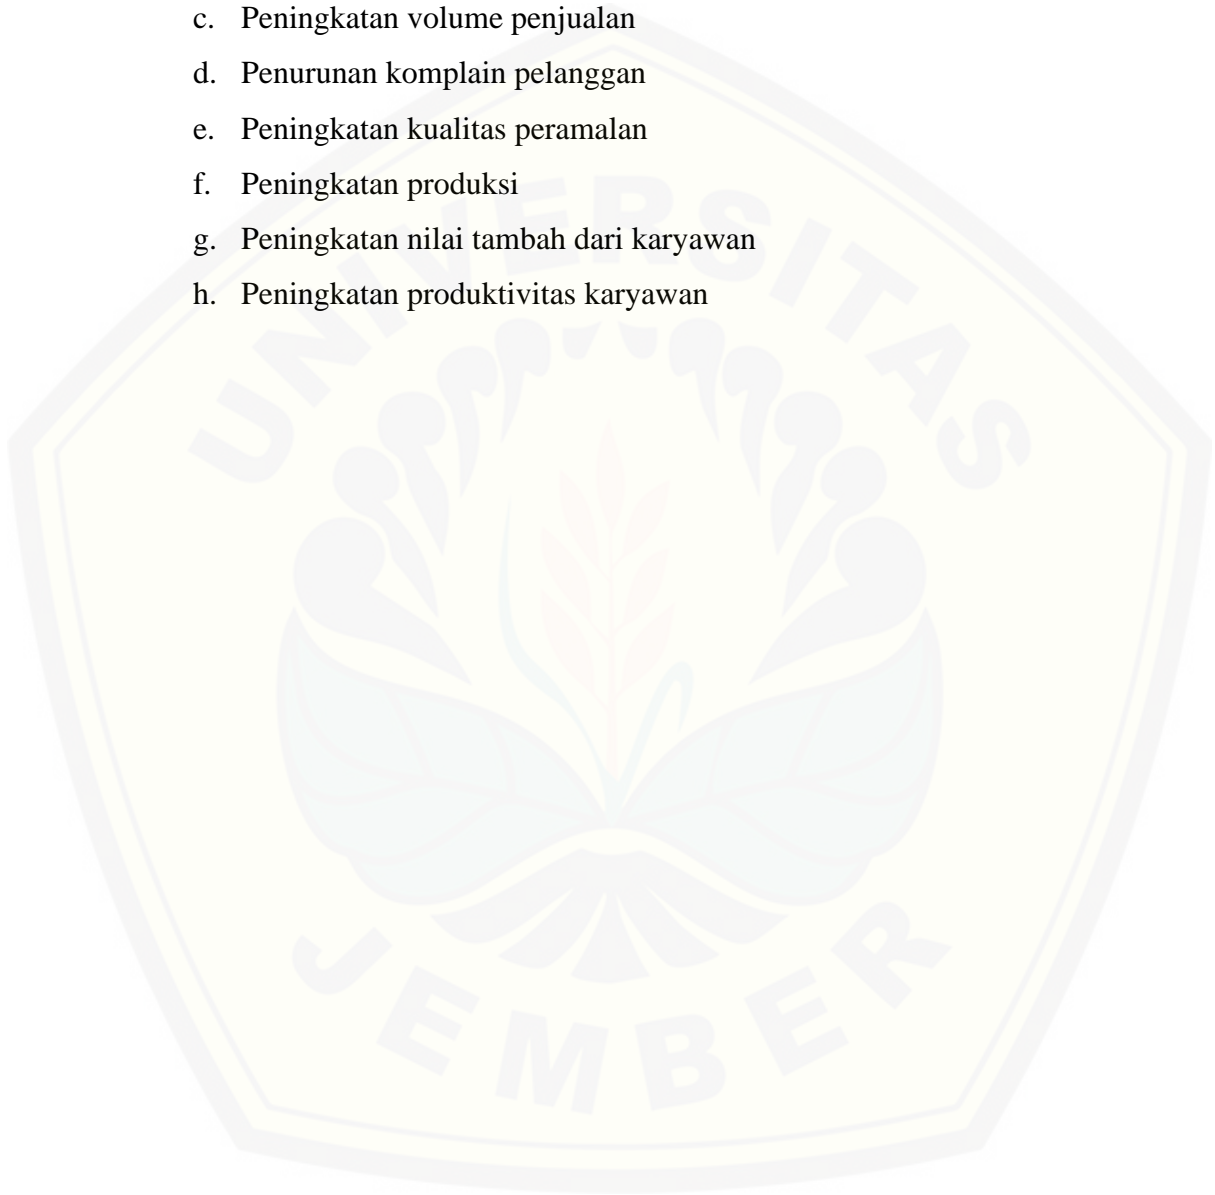 c. Peningkatan volume penjualan
d. Penurunan komplain pelanggan
e. Peningkatan kualitas peramalan
f. Peningkatan produksi
g. Peningkatan nilai tambah dari karyawan
h. Peningkatan produktivitas karyawan
UNIVERSITAS
JEMBER